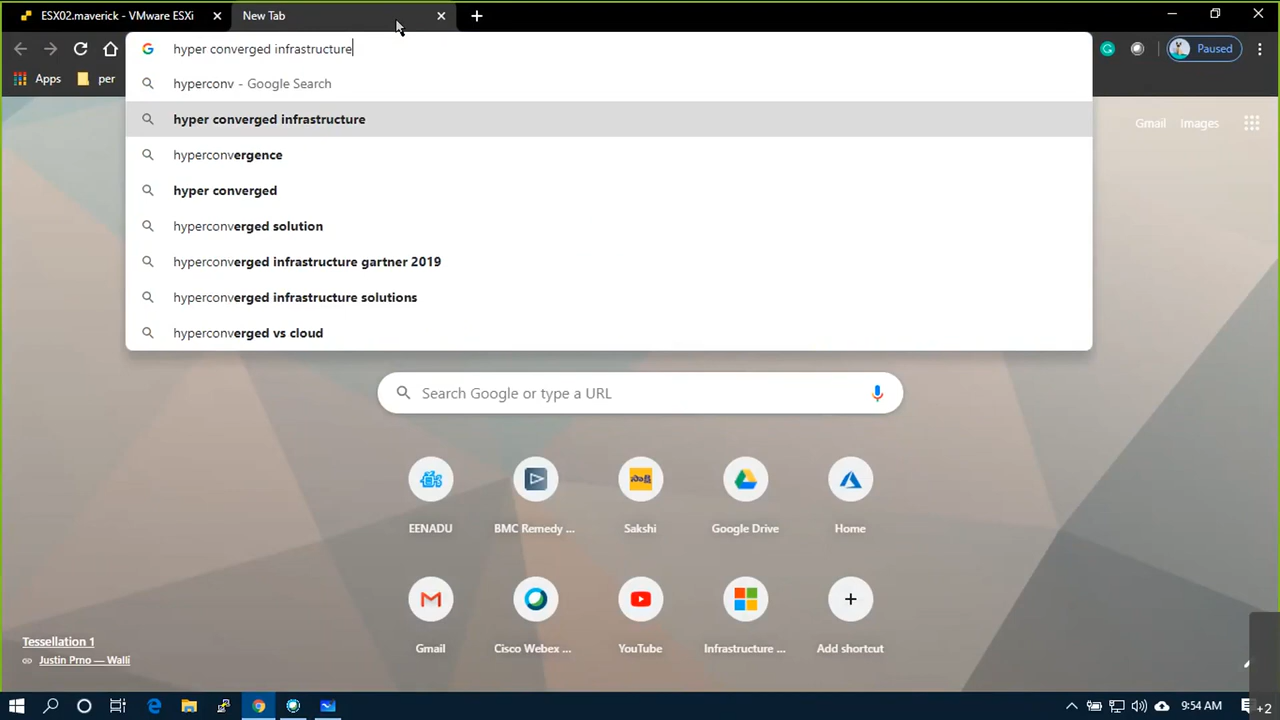 ESX02.maverick - VMware ESXi
New Tab
hyper converged infrastructure
Paused
Apps
per
hyperconv - Google Search
hyper converged infrastructure
hyperconvergence
hyper converged
hyperconverged solution
hyperconverged infrastructure gartner 2019
hyperconverged infrastructure solutions
hyperconverged vs cloud
Gmail
Images
Search Google or type a URL
EENADU
BMC Remedy ...
Sakshi
Google Drive
Home
Gmail
Cisco Webex ...
YouTube
Infrastructure ...
Add shortcut
Tessellation 1
Justin Prno — Walli
9:54 AM
+2